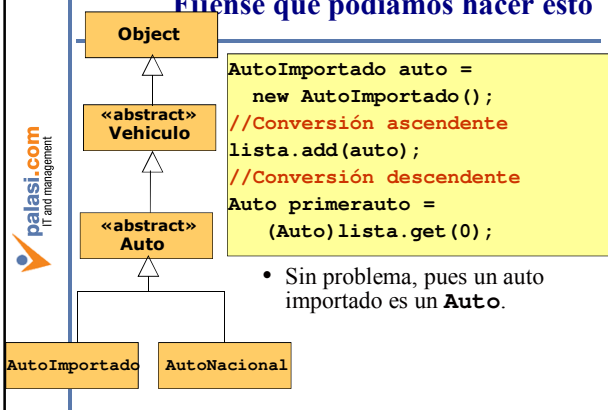 Fíjense que podíamos hacer esto
Object
«abstract»
Vehiculo
«abstract»
Auto
AutoImportado
AutoNacional
AutoImportado auto =
new AutoImportado();
//Conversión ascendente
lista.add(auto);
//Conversión descendente
Auto primerauto =
(Auto)lista.get(0);
• Sin problema, pues un auto
importado es un Auto.
palasi.com
IT and management